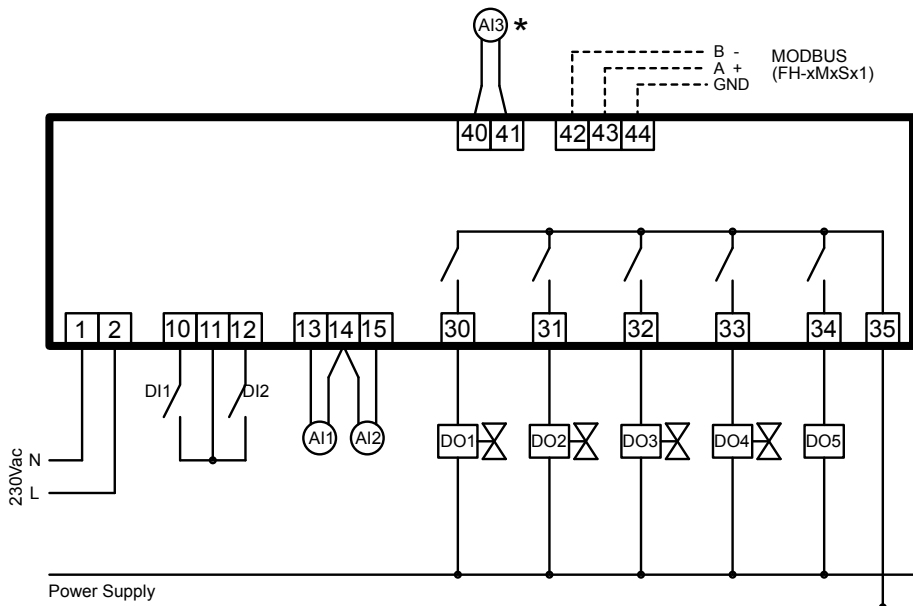 AI3 *
B -
A +
GND
MODBUS
(FH-xMxSx1)
40 41
42 43 44
1 2
10 11 12
13 14 15
30
31
32
33
34
35
DI1
DI2
AI1
AI2
DO1
DO2
DO3
DO4
DO5
230Vac
N
L
Power Supply